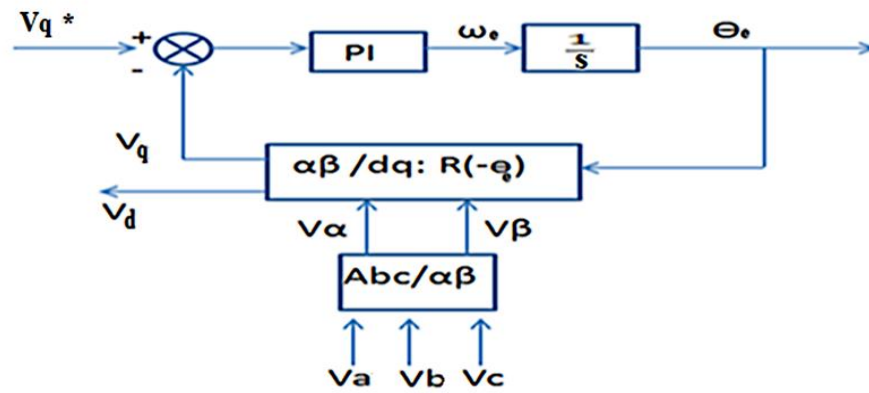 Vq *
+
-
PI
ωe
1
s
Θe
Vq
αβ /dq: R(-Θe)
Vd
Vα
Vβ
Abc/αβ
Va
Vb
Vc